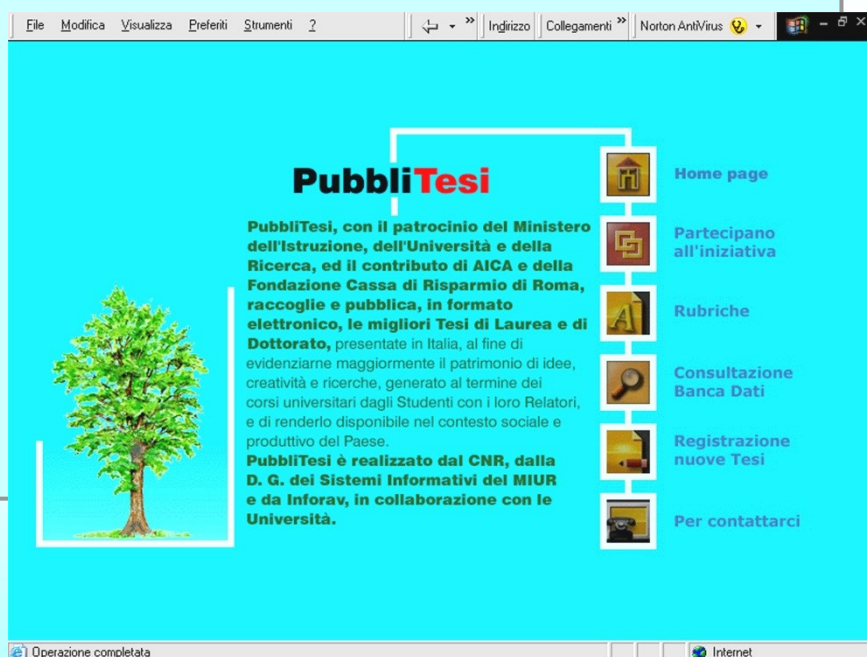 File Modifica Visualizza Preferiti Strumenti ? Indirizzo Collegamenti Norton AntiVirus
PubbliTesi
PubbliTesi, con il patrocinio del Ministero
dell'Istruzione, dell'Università e della
Ricerca, ed il contributo di AICA e della
Fondazione Cassa di Risparmio di Roma,
raccoglie e pubblica, in formato
elettronico, le migliori Tesi di Laurea e di
Dottorato, presentate in Italia, al fine di
evidenziarne maggiormente il patrimonio di idee,
creatività e ricerche, generato al termine dei
corsi universitari dagli Studenti con i loro Relatori,
e di renderlo disponibile nel contesto sociale e
produttivo del Paese.
PubbliTesi è realizzato dal CNR, dalla
D. G. dei Sistemi Informativi del MIUR
e da Inforav, in collaborazione con le
Università.
Home page
Partecipano
all'iniziativa
Rubriche
Consultazione
Banca Dati
Registrazione
nuove Tesi
Per contattarci
Operazione completata
Internet